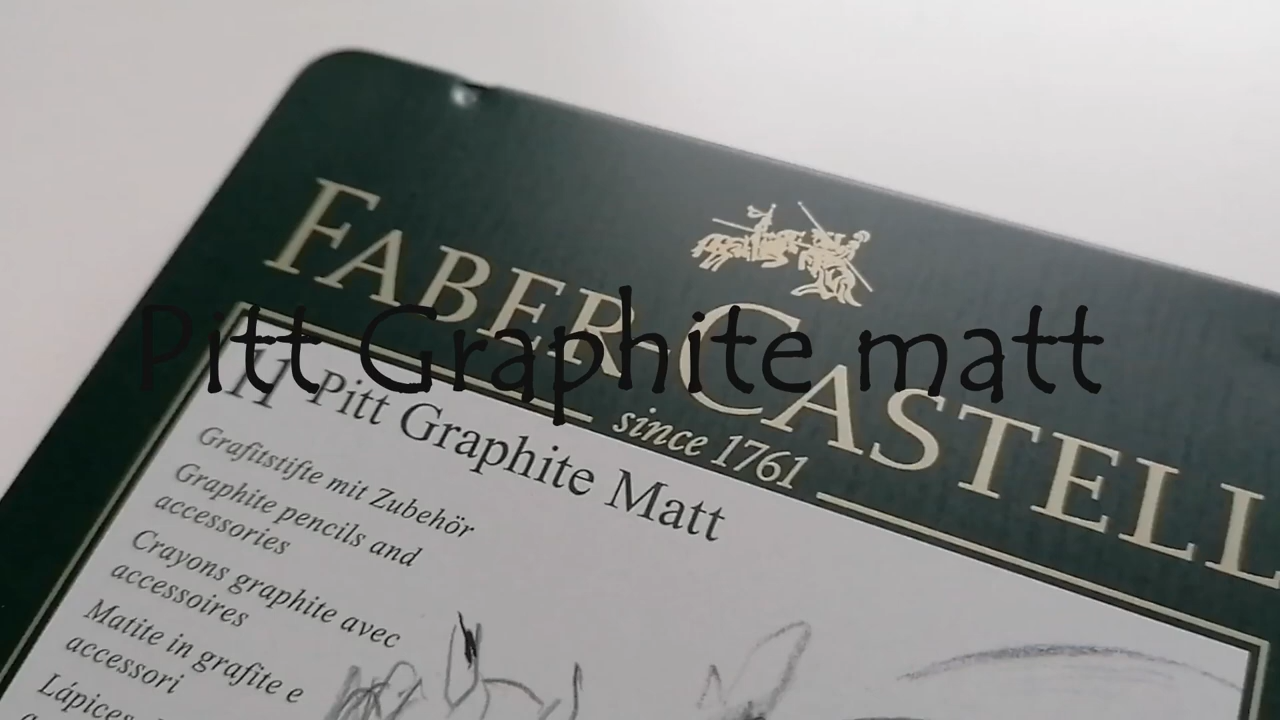 FABER-CASTELL
since 1761
Pitt Graphite matt
11 Pitt Graphite Matt
Grafitstifte mit Zubehör
Graphite pencils and
accessories
Crayons graphite avec
accessoires
Matite in grafite e
accessori
Lápices